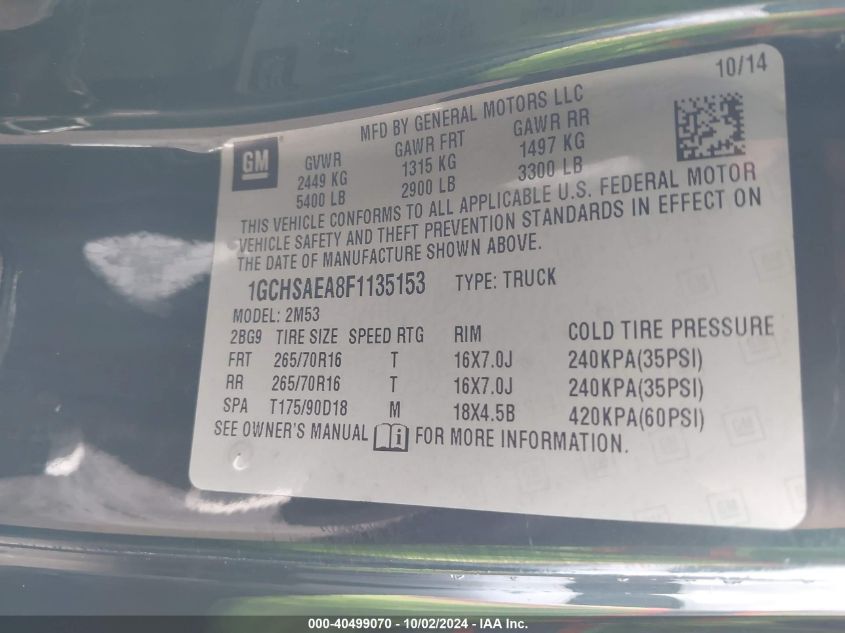 10/14
MFD BY GENERAL MOTORS LLC
GM
GVWR GAWR FRT GAWR RR
2449 KG 1315 KG 1497 KG
5400 LB 2900 LB 3300 LB
THIS VEHICLE CONFORMS TO ALL APPLICABLE U.S. FEDERAL MOTOR
VEHICLE SAFETY AND THEFT PREVENTION STANDARDS IN EFFECT ON
THE DATE OF MANUFACTURE SHOWN ABOVE.
1GCHSAEA8F1135153 TYPE: TRUCK
MODEL: 2M53
2BG9 TIRE SIZE SPEED RTG RIM COLD TIRE PRESSURE
FRT 265/70R16 T 16X7.0J 240KPA(35PSI)
RR 265/70R16 T 16X7.0J 240KPA(35PSI)
SPA T175/90D18 M 18X4.5B 420KPA(60PSI)
SEE OWNER'S MANUAL i FOR MORE INFORMATION.
000-40499070 - 10/02/2024 - IAA Inc.